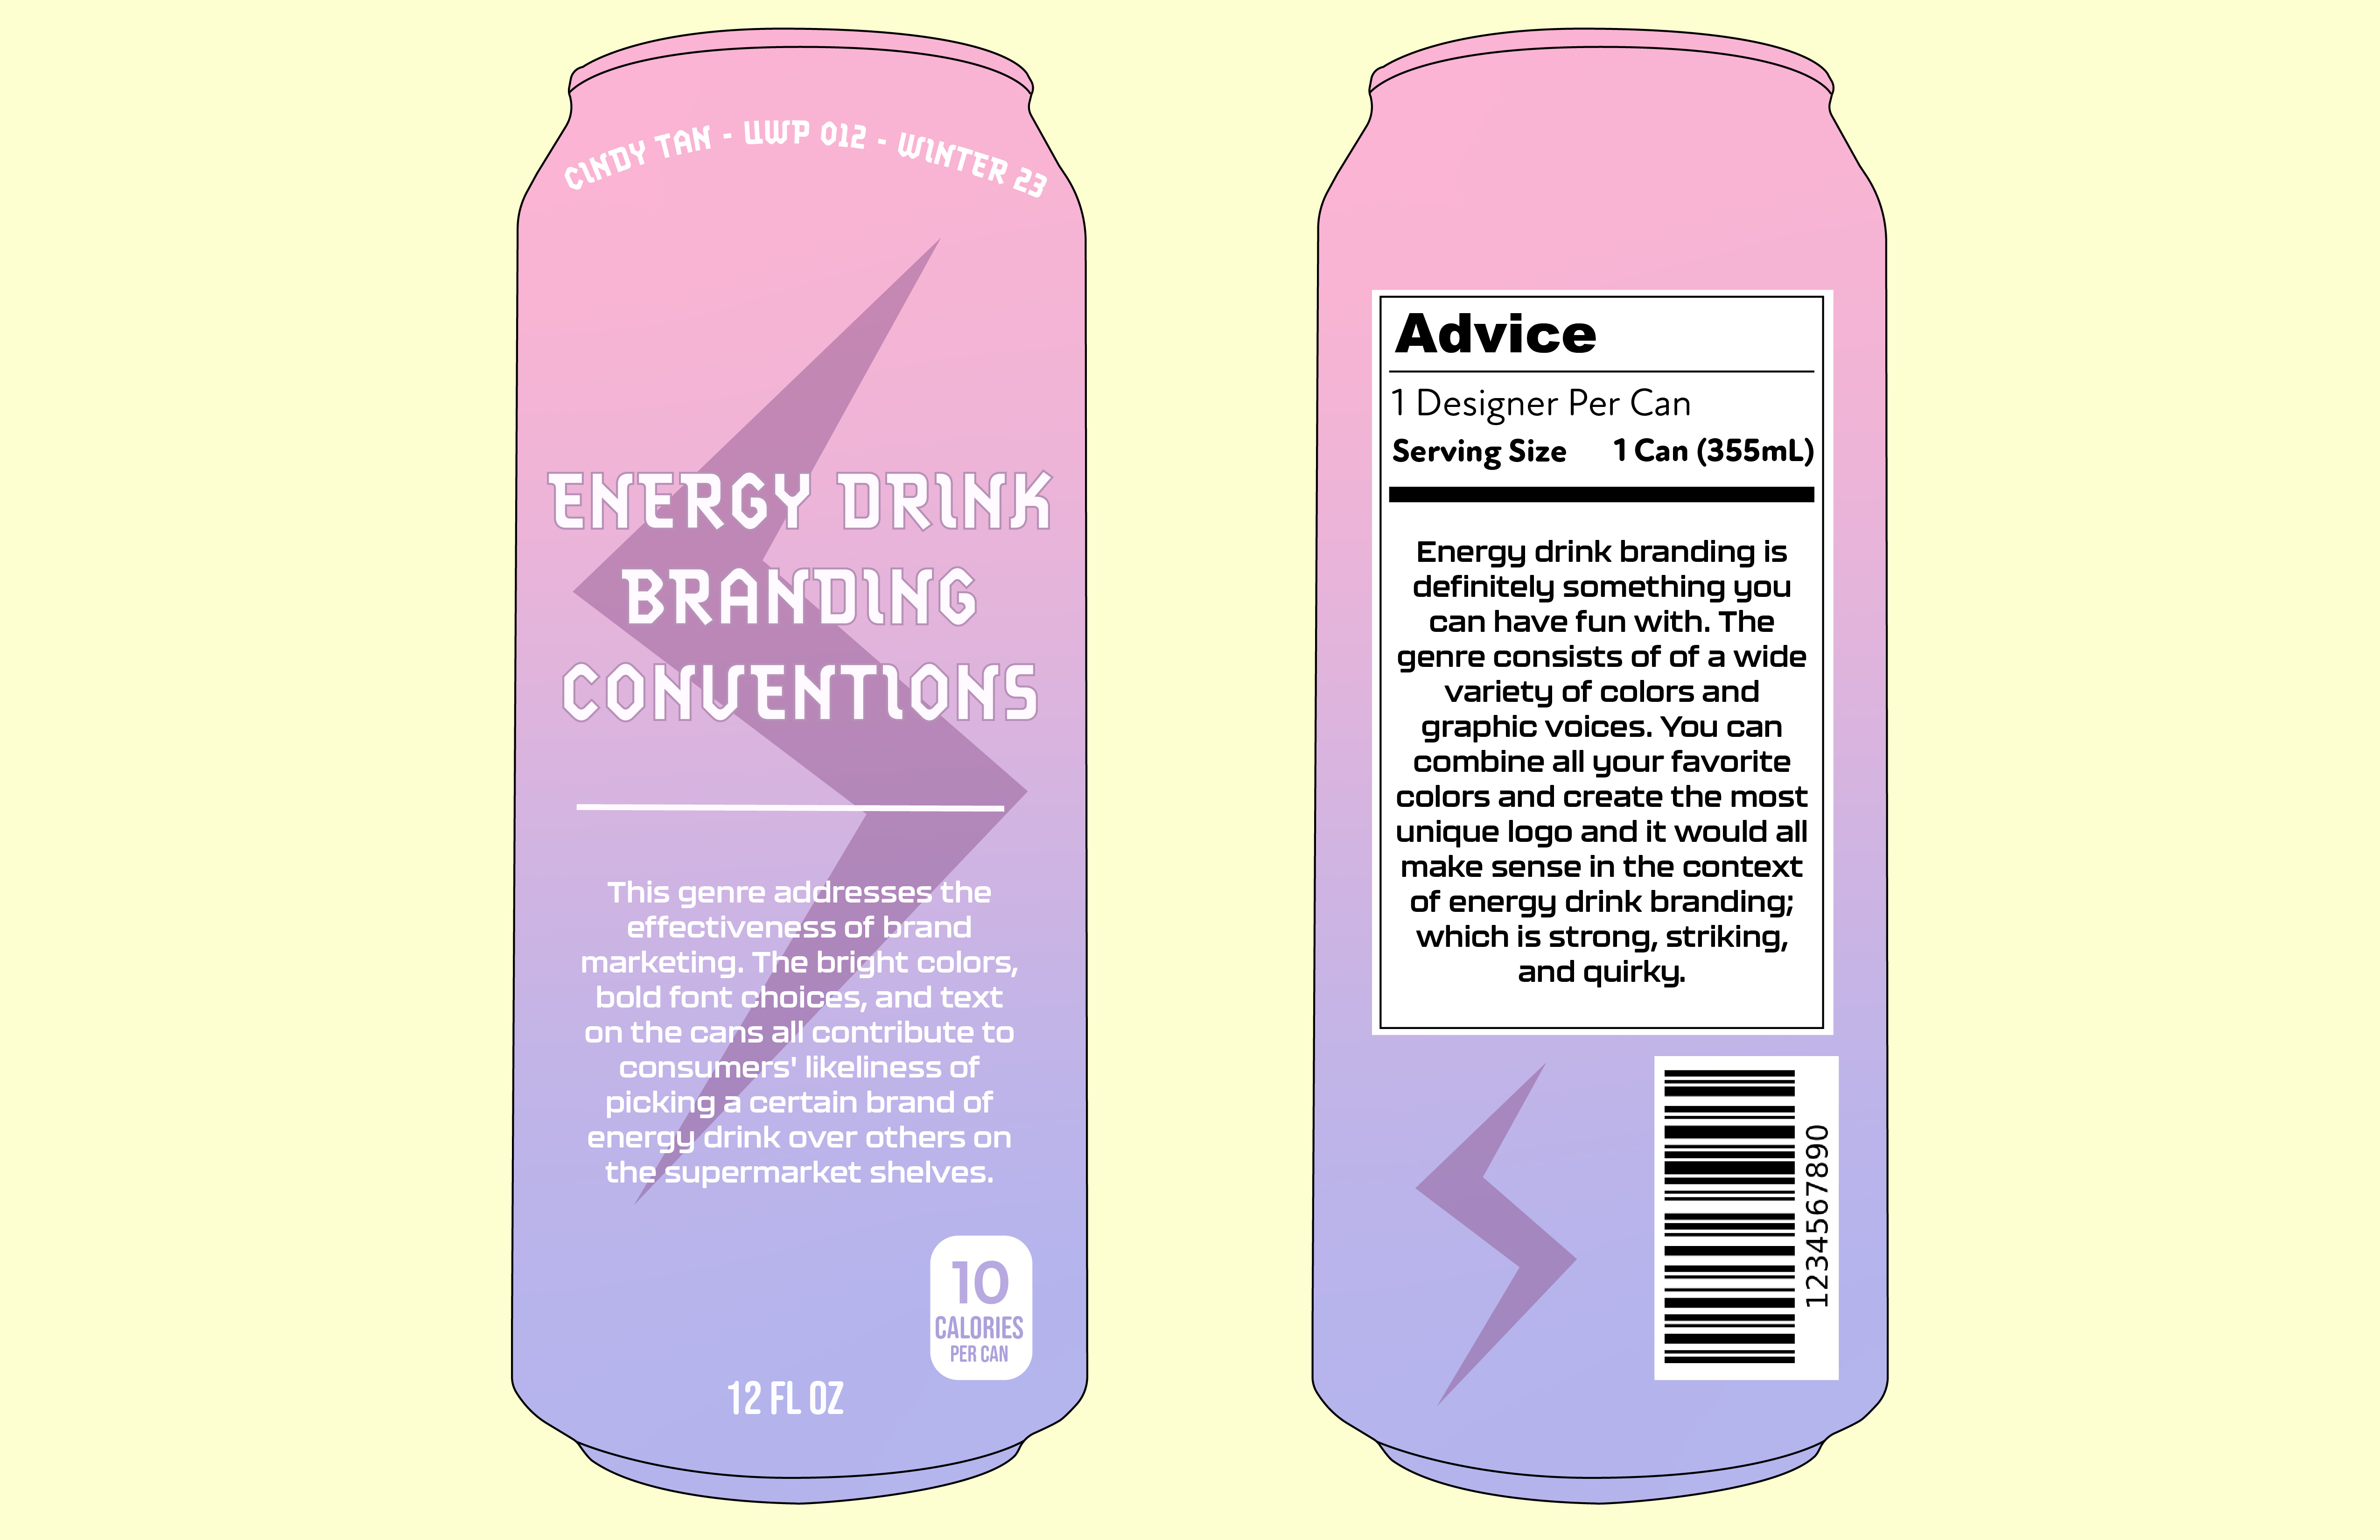 CINDY TAN - UWP 012 - WINTER 23
ENERGY DRINK
BRANDING
CONVENTIONS
This genre addresses the
effectiveness of brand
marketing. The bright colors,
bold font choices, and text
on the cans all contribute to
consumers' likeliness of
picking a certain brand of
energy drink over others on
the supermarket shelves.
10
CALORIES
PER CAN
12 FL OZ
Advice
1 Designer Per Can
Serving Size 1 Can (355mL)
Energy drink branding is
definitely something you
can have fun with. The
genre consists of of a wide
variety of colors and
graphic voices. You can
combine all your favorite
colors and create the most
unique logo and it would all
make sense in the context
of energy drink branding;
which is strong, striking,
and quirky.
1234567890